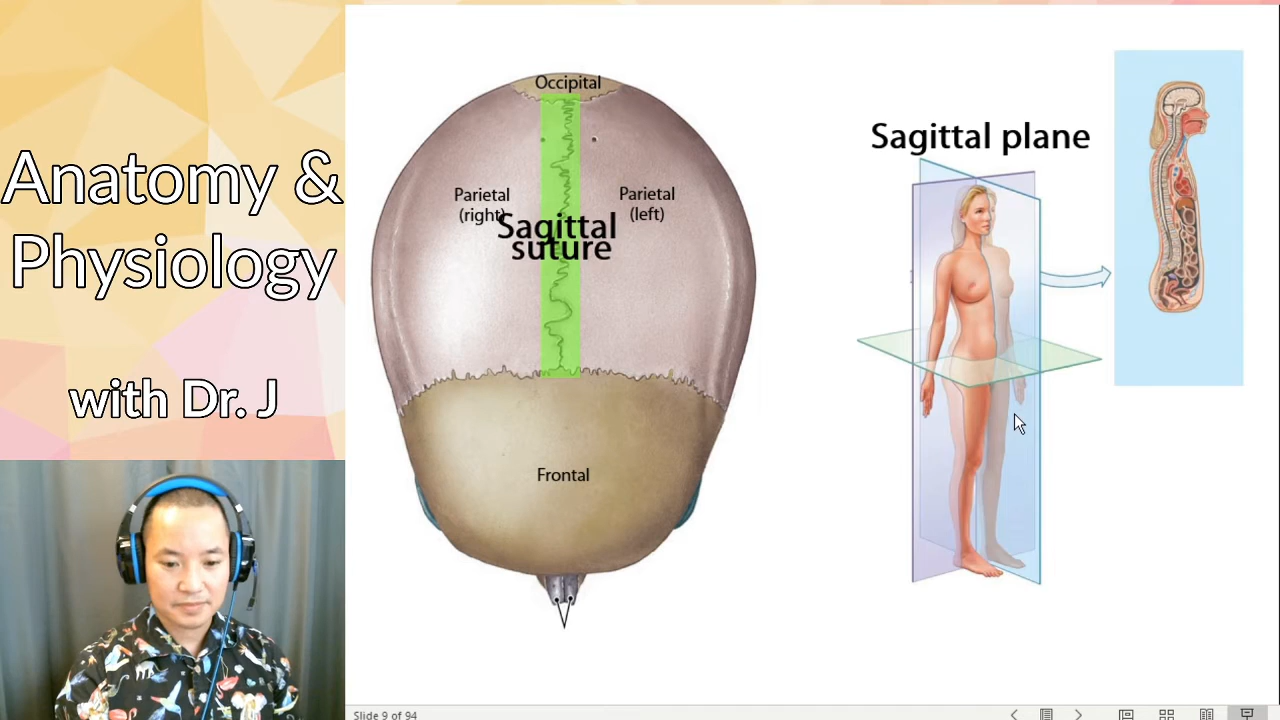 Anatomy &
Physiology
with Dr. J
Occipital
Parietal
(right)
Parietal
(left)
Sagittal
suture
Frontal
Sagittal plane
Slide 9 of 94